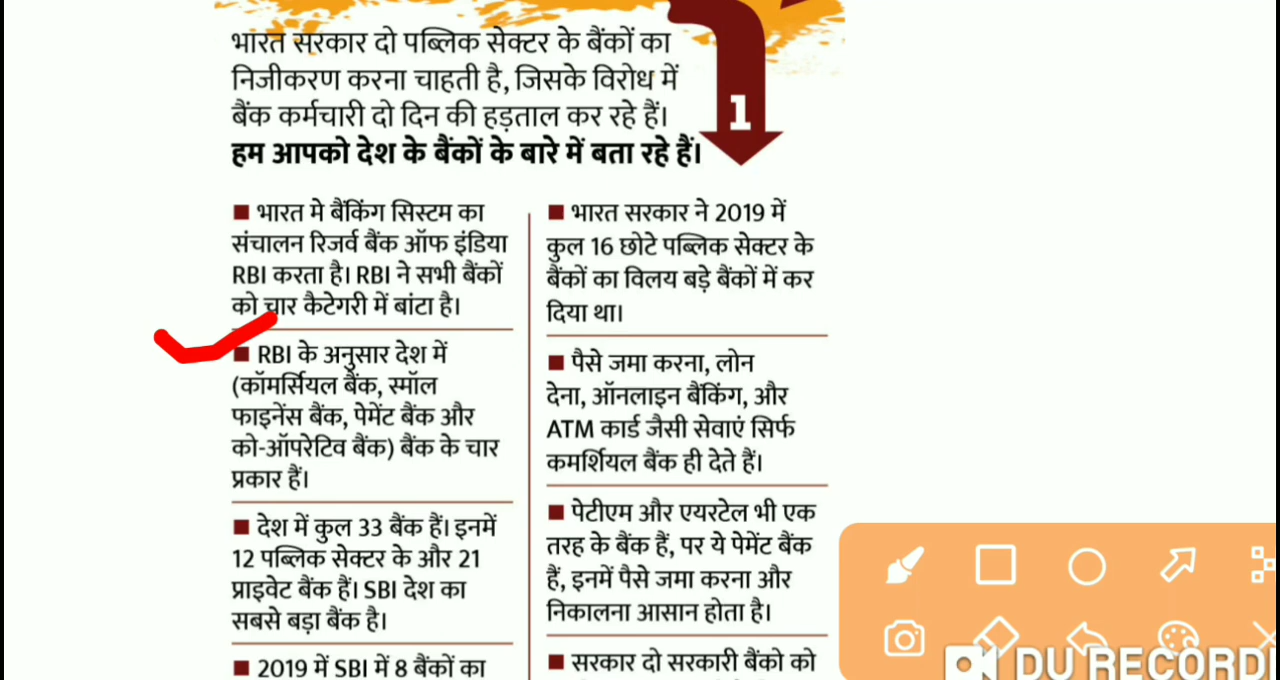 1
भारत सरकार दो पब्लिक सेक्टर के बैंकों का
निजीकरण करना चाहती है, जिसके विरोध में
बैंक कर्मचारी दो दिन की हड़ताल कर रहे हैं।
हम आपको देश के बैंकों के बारे में बता रहे हैं।
■ भारत मे बैंकिंग सिस्टम का
संचालन रिजर्व बैंक ऑफ इंडिया
RBI करता है। RBI ने सभी बैंकों
को चार कैटेगरी में बांटा है।
■ RBI के अनुसार देश में
(कॉमर्सियल बैंक, स्मॉल
फाइनेंस बैंक, पेमेंट बैंक और
को-ऑपरेटिव बैंक) बैंक के चार
प्रकार हैं।
■ देश में कुल 33 बैंक हैं। इनमें
12 पब्लिक सेक्टर के और 21
प्राइवेट बैंक हैं। SBI देश का
सबसे बड़ा बैंक है।
■ 2019 में SBI में 8 बैंकों का
■ भारत सरकार ने 2019 में
कुल 16 छोटे पब्लिक सेक्टर के
बैंकों का विलय बड़े बैंकों में कर
दिया था।
■ पैसे जमा करना, लोन
देना, ऑनलाइन बैंकिंग, और
ATM कार्ड जैसी सेवाएं सिर्फ
कमर्शियल बैंक ही देते हैं।
■ पेटीएम और एयरटेल भी एक
तरह के बैंक हैं, पर ये पेमेंट बैंक
हैं, इनमें पैसे जमा करना और
निकालना आसान होता है।
■ सरकार दो सरकारी बैंको को
DU RECORD